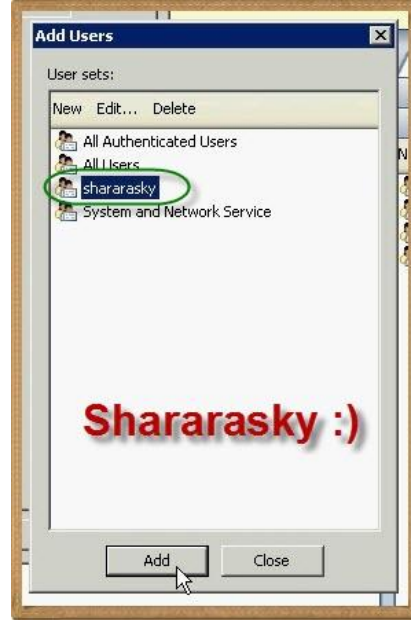 Add Users
User sets:
New Edit... Delete
All Authenticated Users
All Users
shararasky
System and Network Service
Shararasky :)
Add Close
N